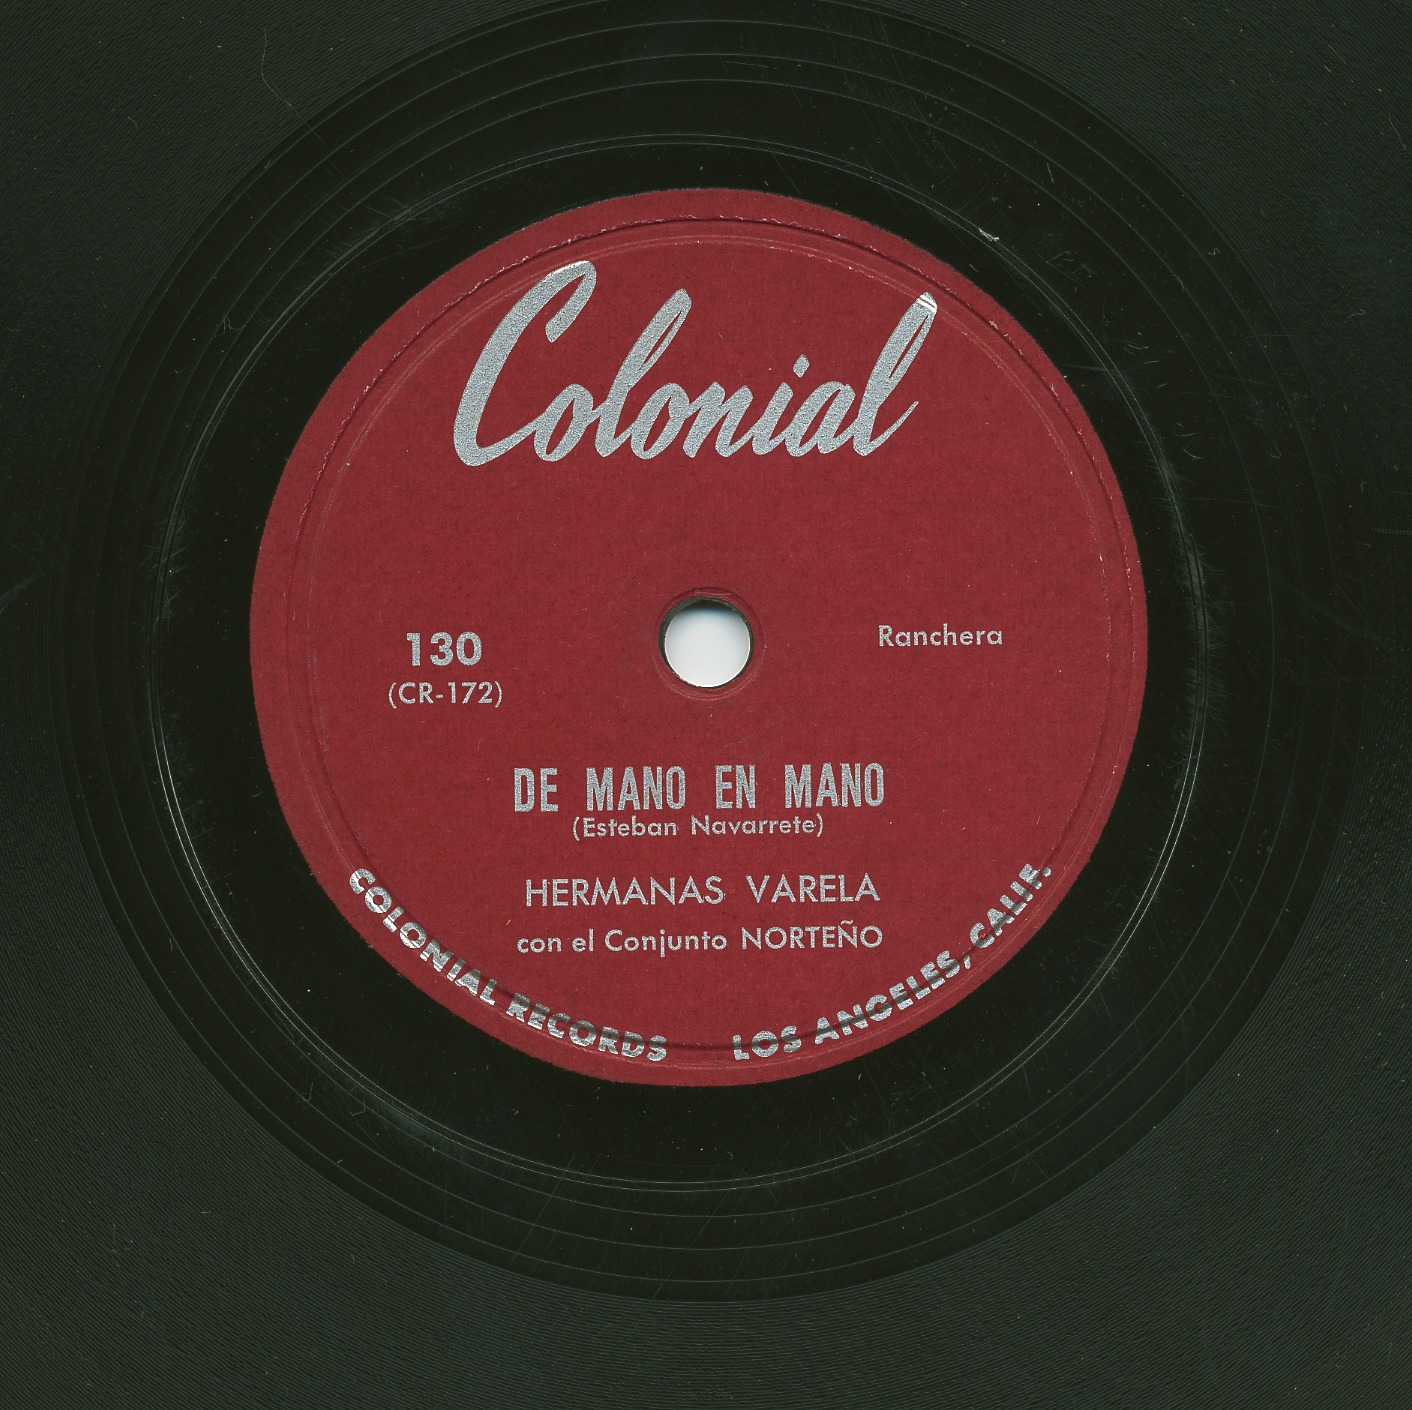 Colonial
130
(CR-172)
Ranchera
DE MANO EN MANO
(Esteban Navarrete)
HERMANAS VARELA
con el Conjunto NORTEÑO
COLONIAL RECORDS LOS ANGELES, CALIF.